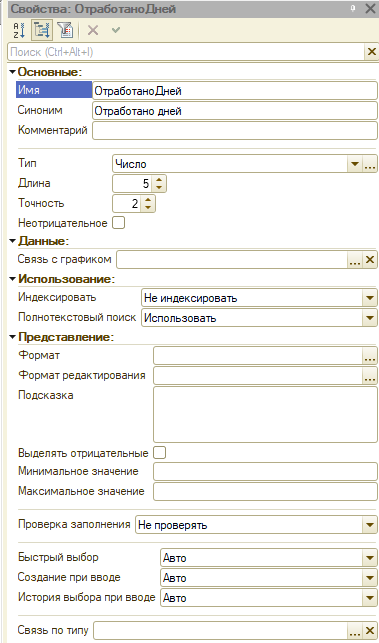 Свойства: ОтработаноДней
Поиск (Ctrl+Alt+I)
Основные:
Имя ОтработаноДней
Синоним Отработано дней
Комментарий
Тип Число
Длина 5
Точность 2
Неотрицательное
Данные:
Связь с графиком
Использование:
Индексировать Не индексировать
Полнотекстовый поиск Использовать
Представление:
Формат
Формат редактирования
Подсказка
Выделять отрицательные
Минимальное значение
Максимальное значение
Проверка заполнения Не проверять
Быстрый выбор Авто
Создание при вводе Авто
История выбора при вводе Авто
Связь по типу